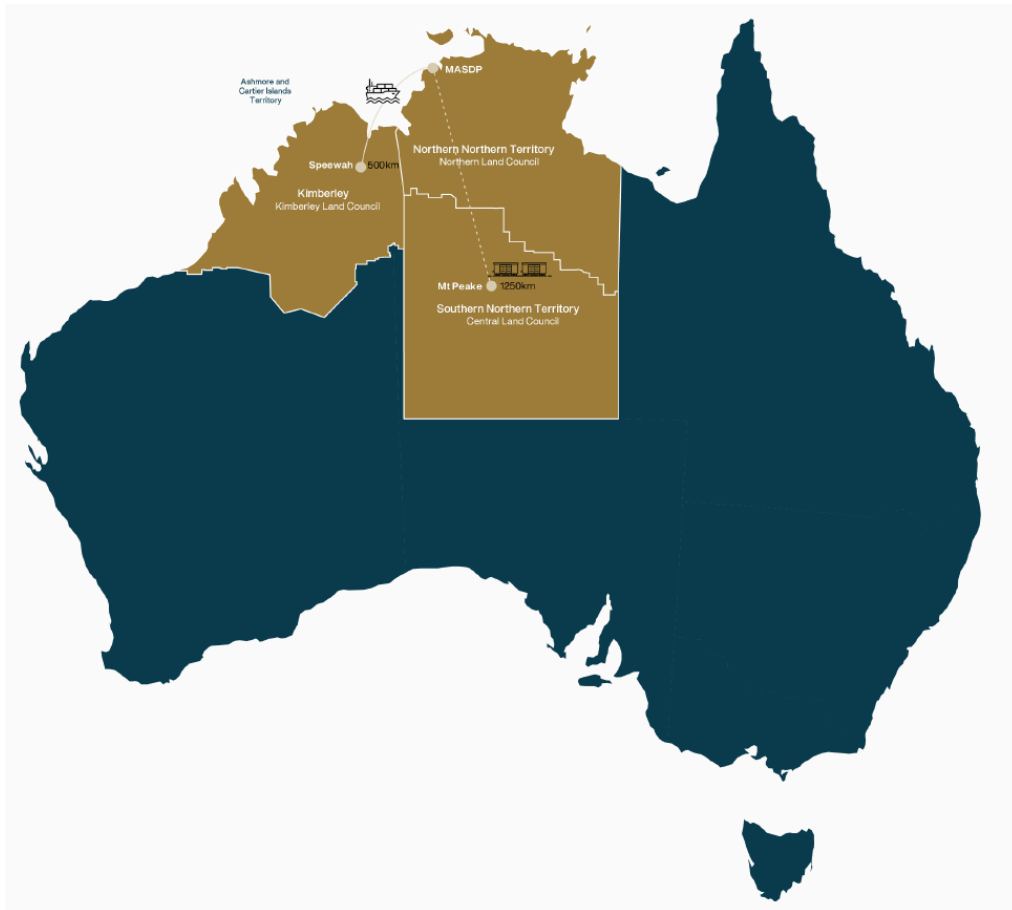 MASDP
Ashmore and
Cartier Islands
Territory
Northern Northern Territory
Northern Land Council
Speewah
500km
Kimberley
Kimberley Land Council
Mt Peake
1250km
Southern Northern Territory
Central Land Council